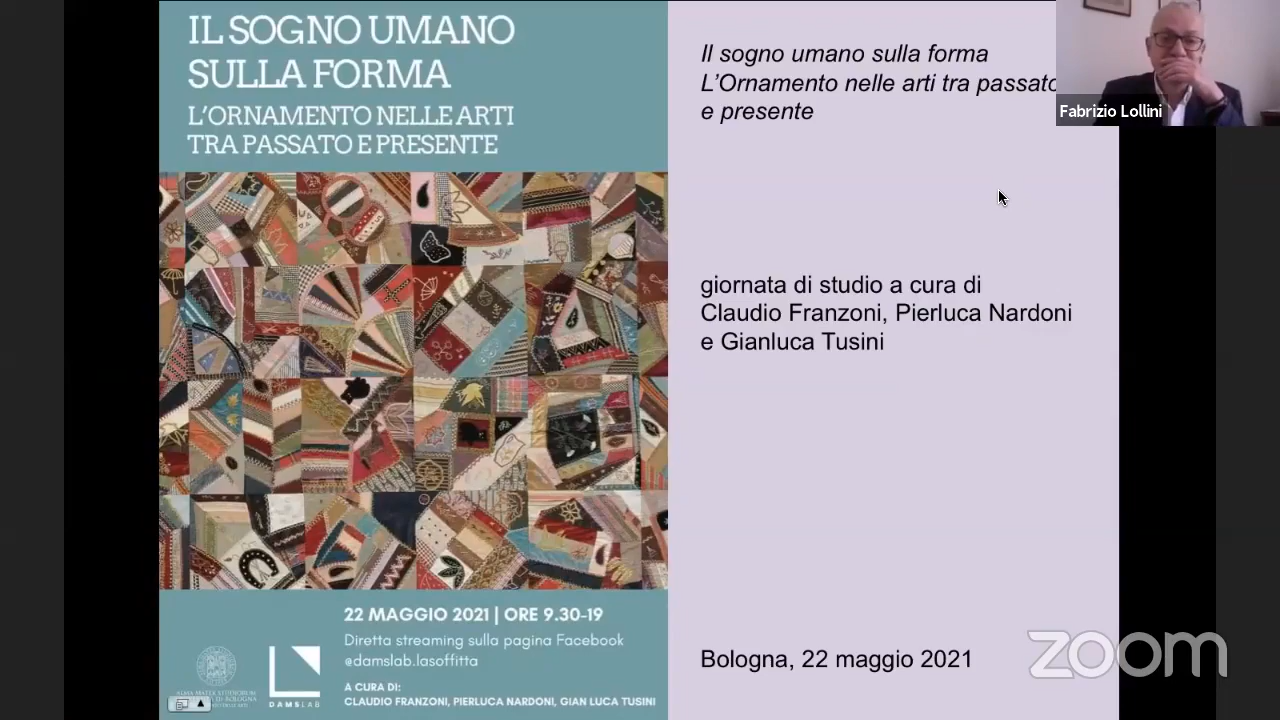 IL SOGNO UMANO
SULLA FORMA
L'ORNAMENTO NELLE ARTI
TRA PASSATO E PRESENTE
22 MAGGIO 2021 | ORE 9.30-19
Diretta streaming sulla pagina Facebook
@damslab.lasoffitta
A CURA DI:
CLAUDIO FRANZONI, PIERLUCA NARDONI, GIAN LUCA TUSINI
ALMA MATER STUDIORUM
DAMSLAB
Il sogno umano sulla forma
L'Ornamento nelle arti tra passato
e presente
giornata di studio a cura di
Claudio Franzoni, Pierluca Nardoni
e Gianluca Tusini
Bologna, 22 maggio 2021
Fabrizio Lollini
zoom